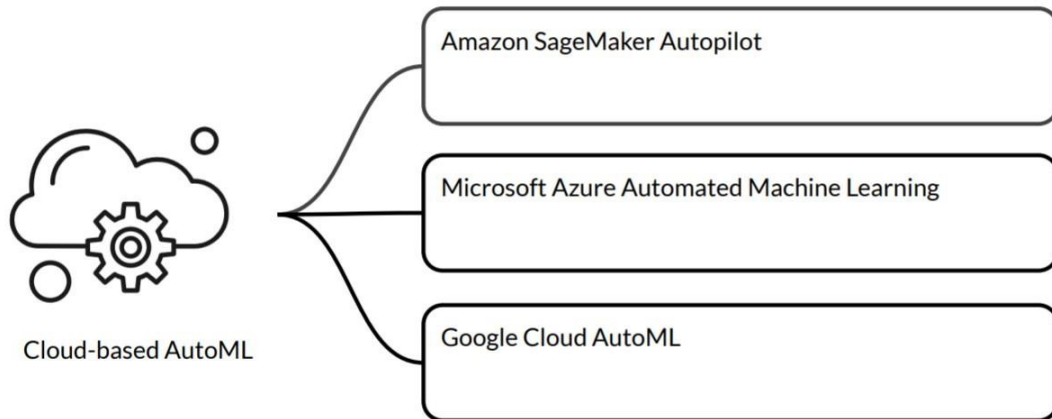 Amazon SageMaker Autopilot
Microsoft Azure Automated Machine Learning
Google Cloud AutoML
Cloud-based AutoML